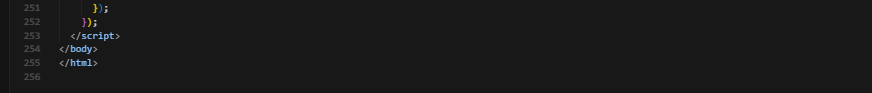 251 });
252 });
253 </script>
254 </body>
255 </html>
256